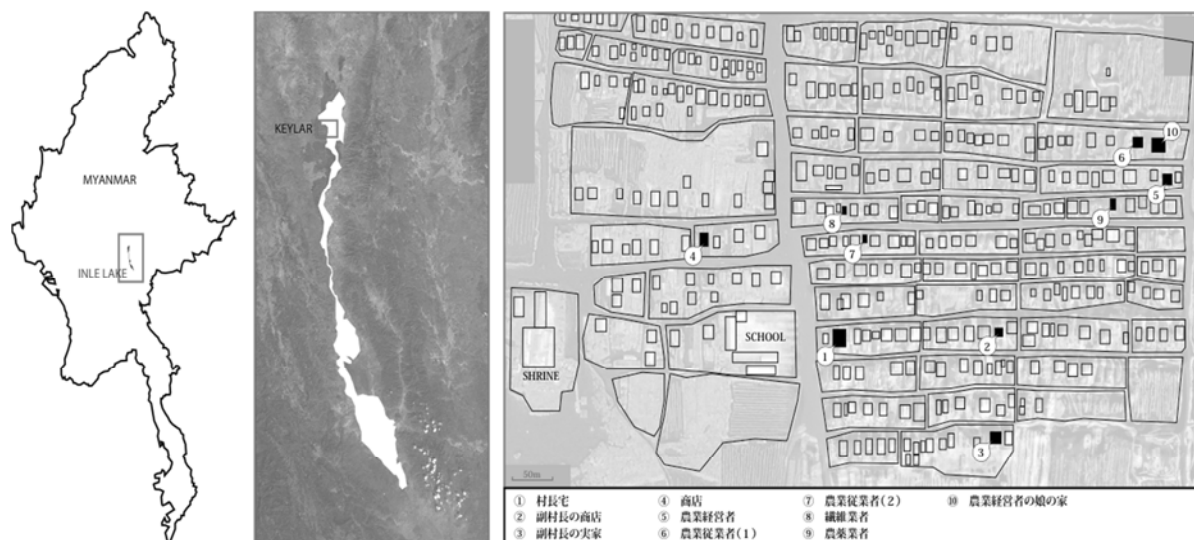 MYANMAR
INLE LAKE
KEYLAR
⑩
⑥
⑤
⑧
⑨
④
⑦
SCHOOL
①
②
SHRINE
③
50m
① 村長宅
② 副村長の商店
③ 副村長の実家
④ 商店
⑤ 農業経営者
⑥ 農業従業者(1)
⑦ 農業従業者(2)
⑧ 繊維業者
⑨ 農薬業者
⑩ 農業経営者の娘の家